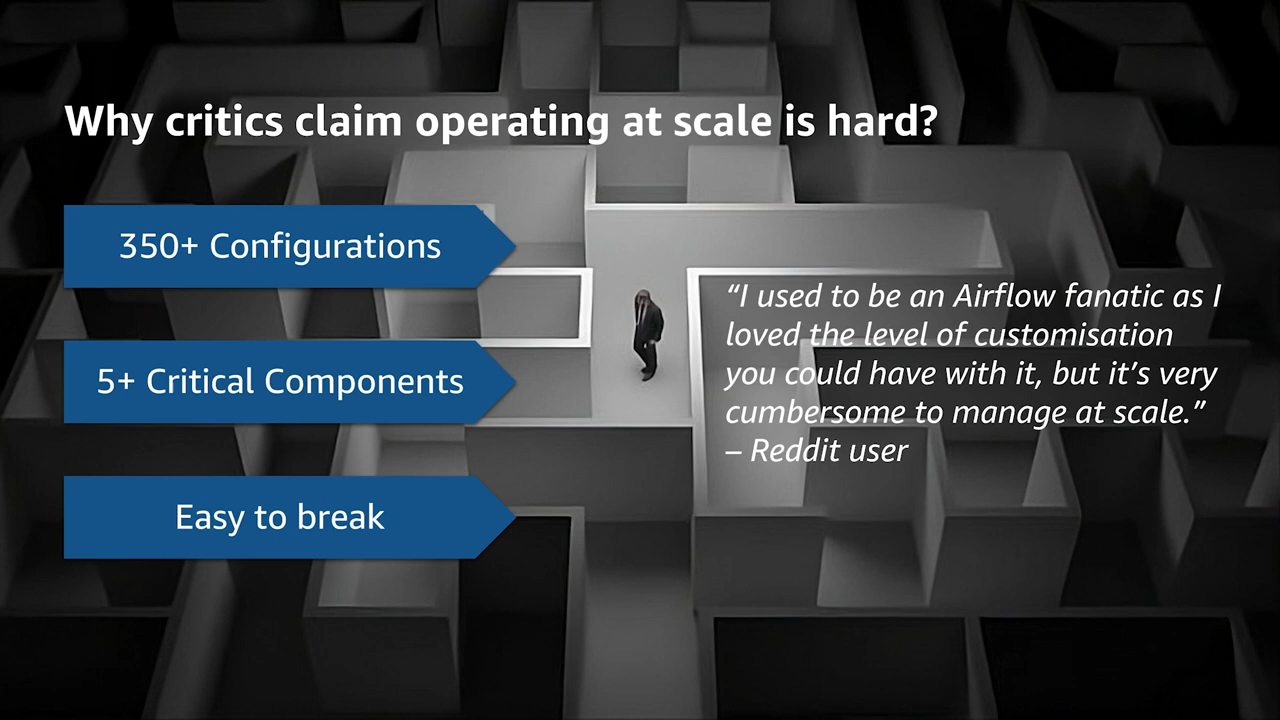 Why critics claim operating at scale is hard?
350+ Configurations
5+ Critical Components
Easy to break
“I used to be an Airflow fanatic as I
loved the level of customisation
you could have with it, but it’s very
cumbersome to manage at scale.”
– Reddit user